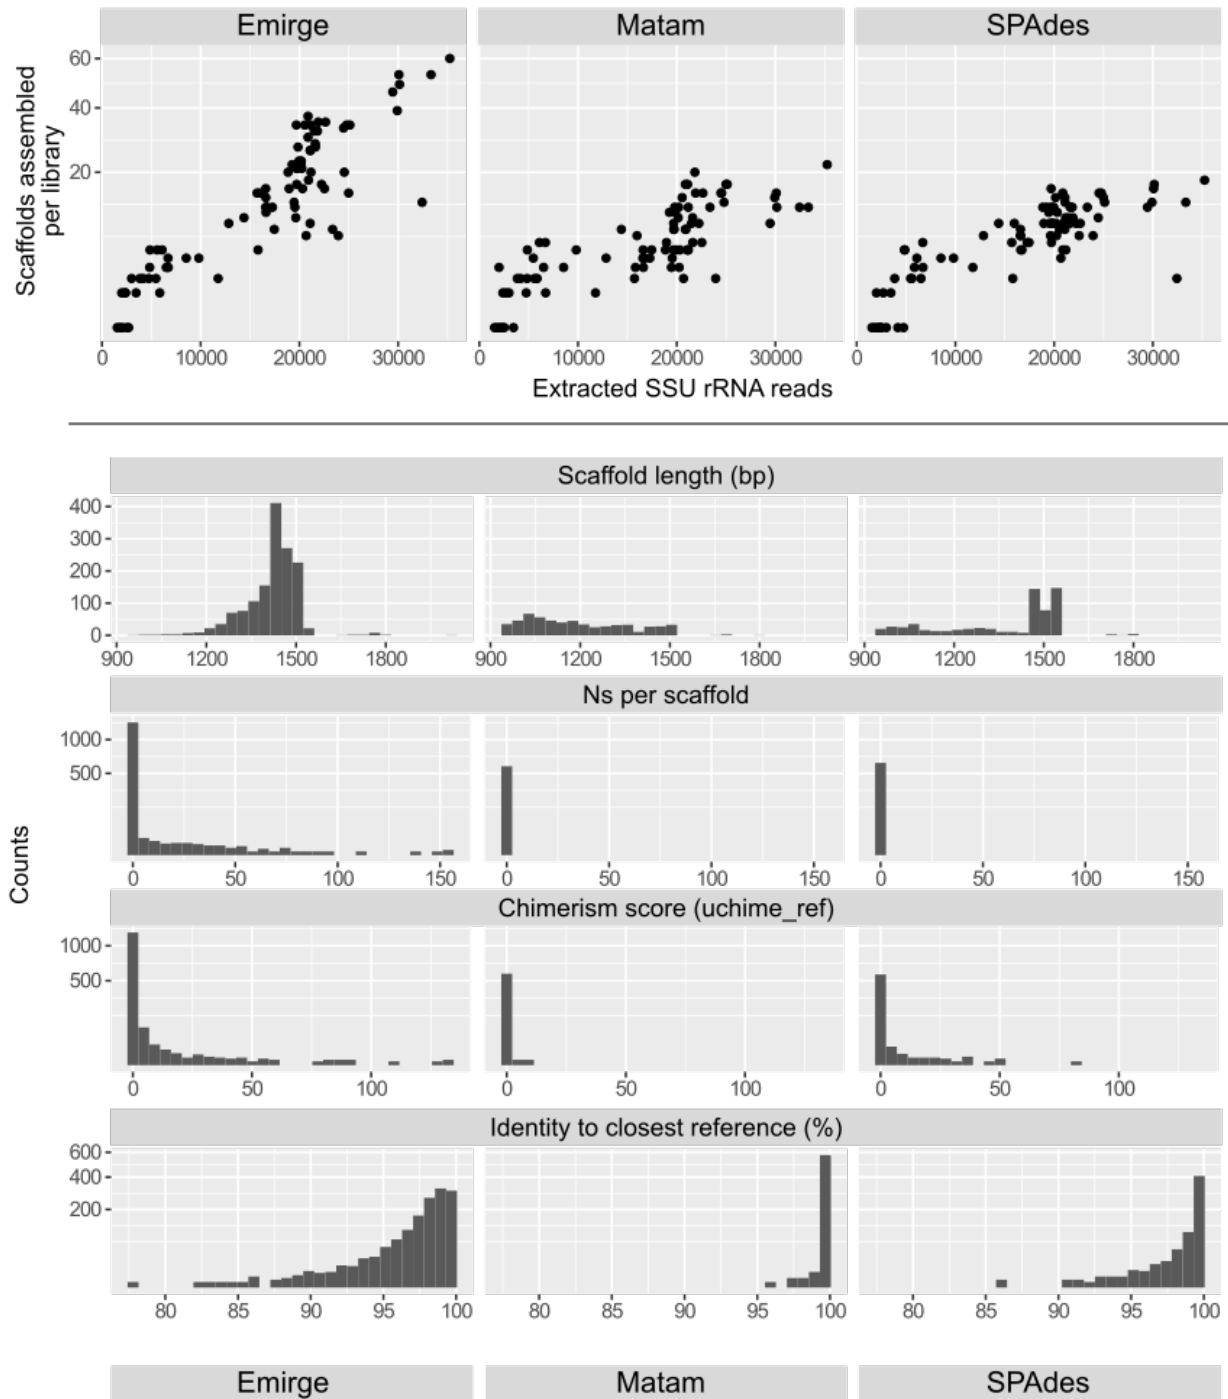 Emirge Matam SPAdes
60
40
20
Scaffolds assembled
per library
0 10000 20000 30000 0 10000 20000 30000 0 10000 20000 30000
Extracted SSU rRNA reads
Scaffold length (bp)
400
300
200
100
0
900 1200 1500 1800 900 1200 1500 1800 900 1200 1500 1800
Ns per scaffold
1000
500
0 50 100 150 0 50 100 150 0 50 100 150
Counts
Chimerism score (uchime_ref)
1000
500
0 50 100 0 50 100 0 50 100
Identity to closest reference (%)
600
400
200
80 85 90 95 100 80 85 90 95 100 80 85 90 95 100
Emirge Matam SPAdes